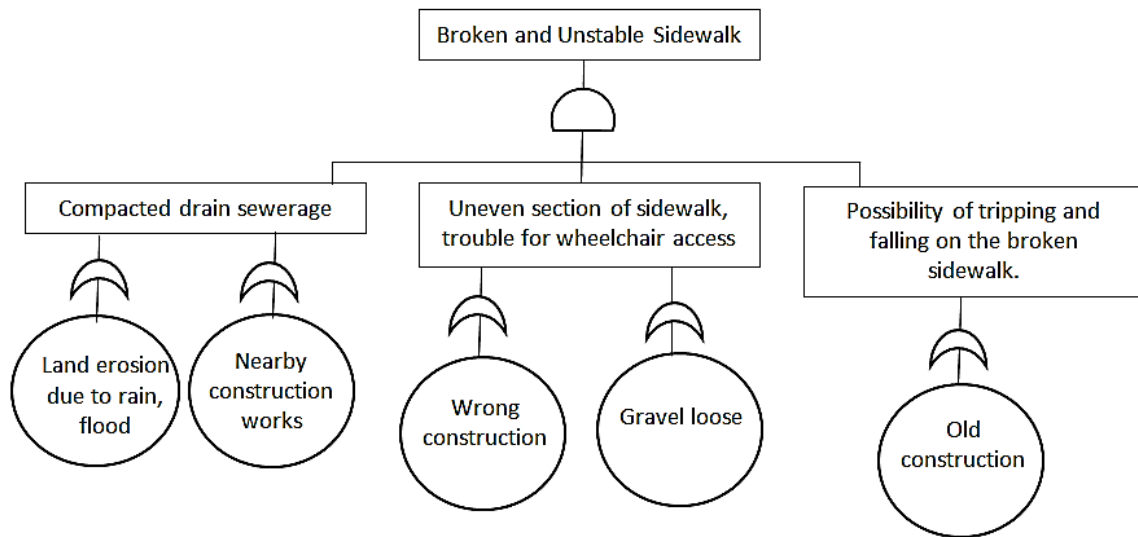 Broken and Unstable Sidewalk
Compacted drain sewerage
Uneven section of sidewalk,
trouble for wheelchair access
Possibility of tripping and
falling on the broken
sidewalk.
Land erosion
due to rain,
flood
Nearby
construction
works
Wrong
construction
Gravel loose
Old
construction